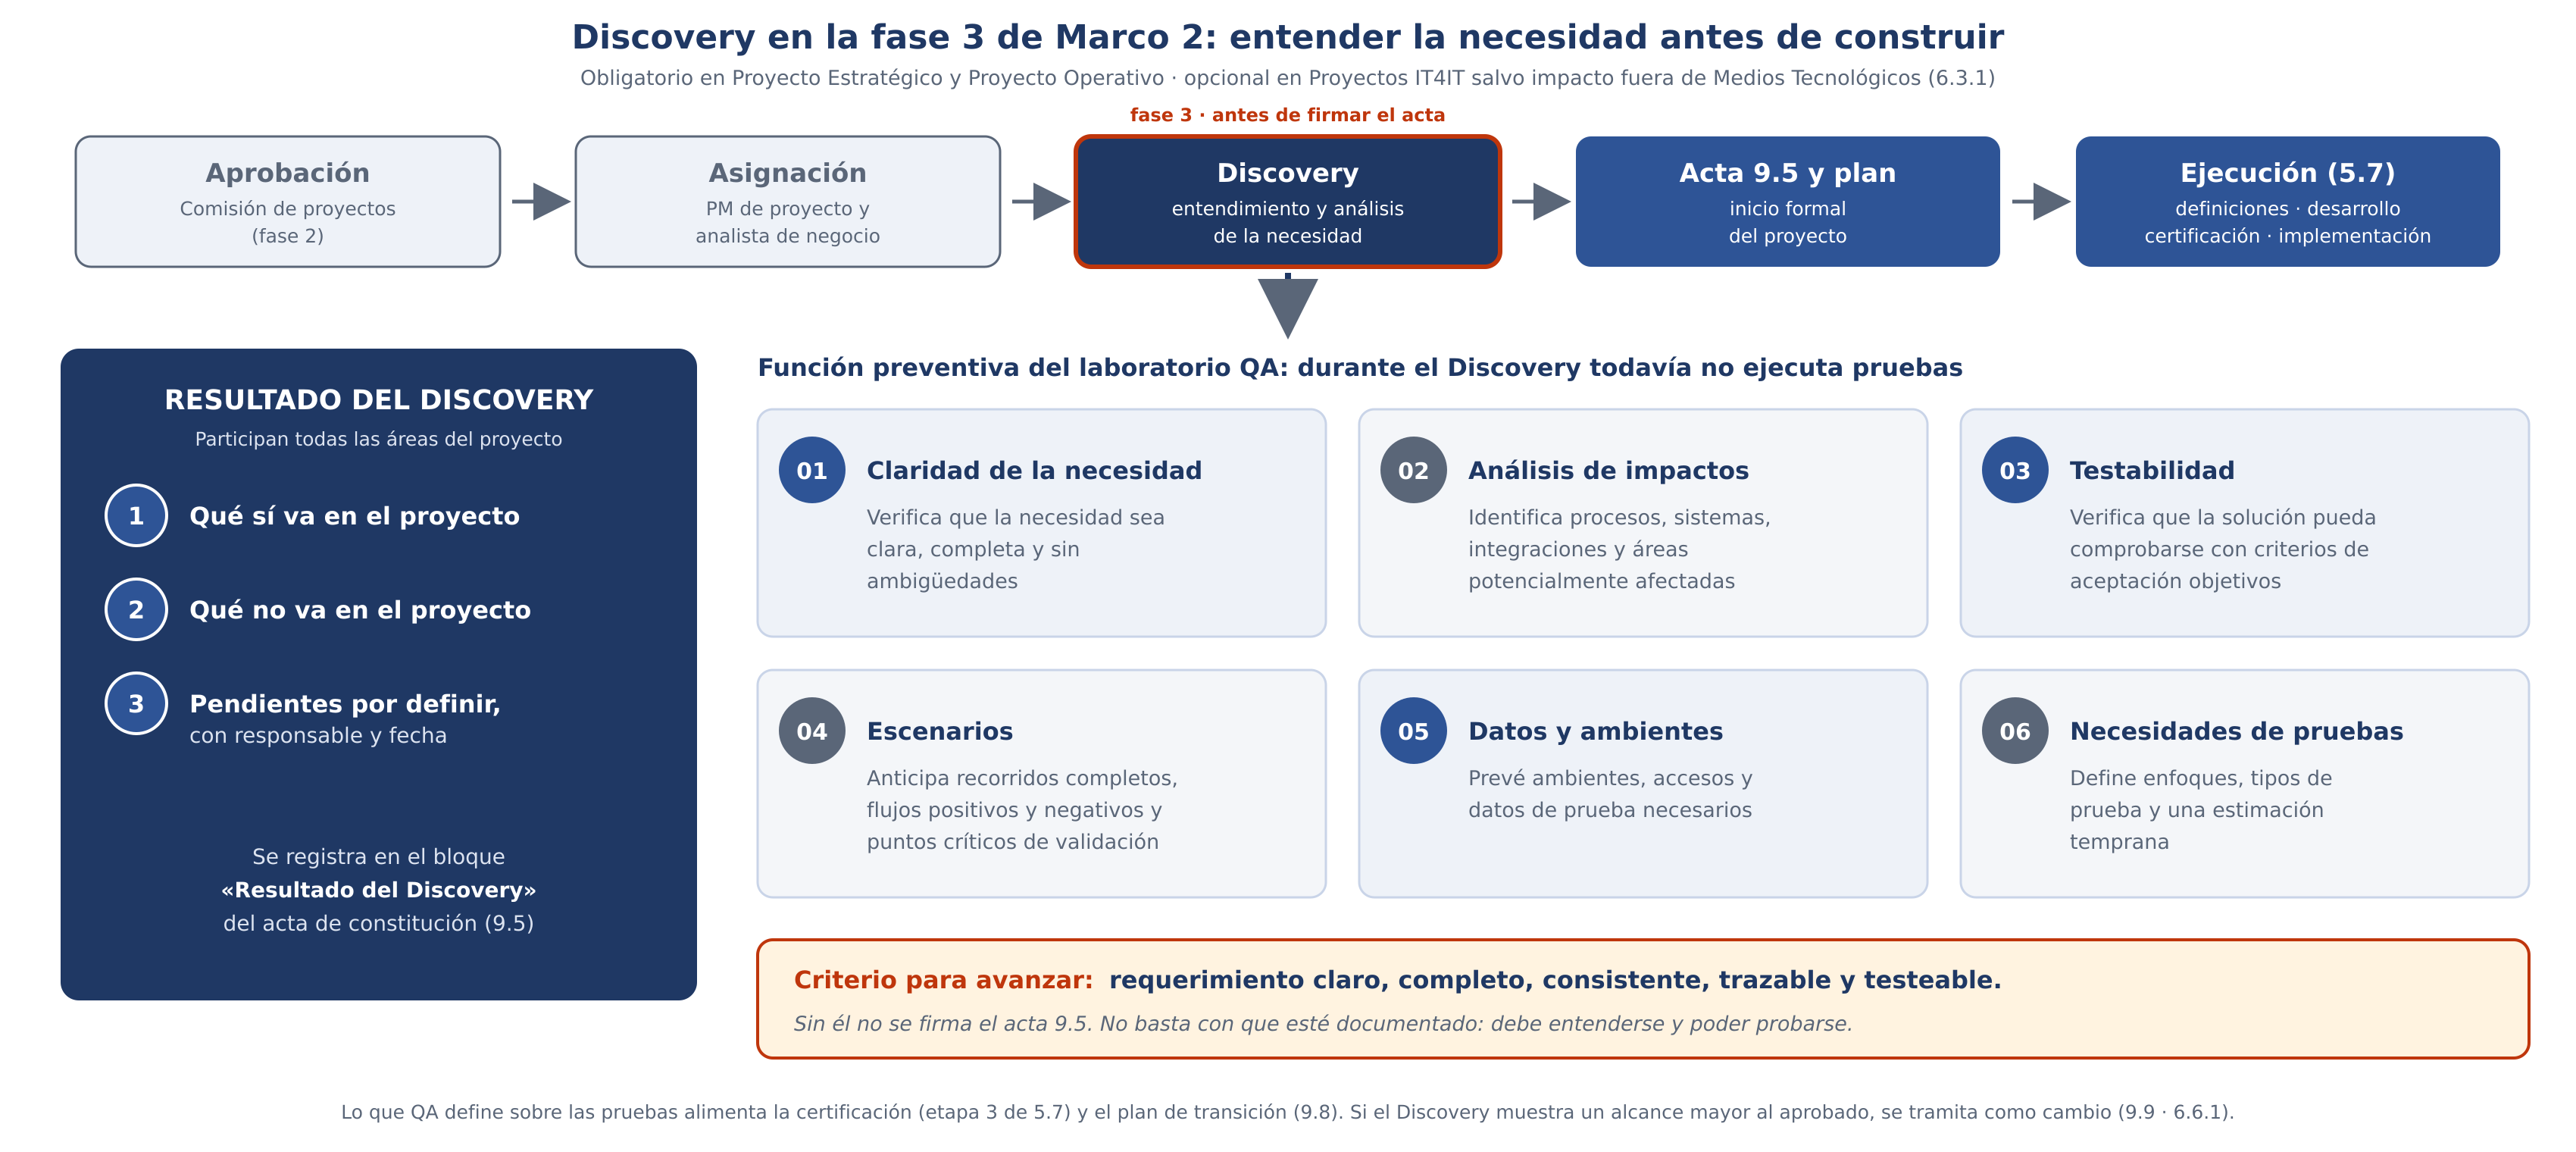 Discovery en la fase 3 de Marco 2: entender la necesidad antes de construir
Obligatorio en Proyecto Estratégico y Proyecto Operativo · opcional en Proyectos IT4IT salvo impacto fuera de Medios Tecnológicos (6.3.1)
fase 3 · antes de firmar el acta
Aprobación
Comisión de proyectos
(fase 2)
Asignación
PM de proyecto y
analista de negocio
Discovery
entendimiento y análisis
de la necesidad
Acta 9.5 y plan
inicio formal
del proyecto
Ejecución (5.7)
definiciones · desarrollo
certificación · implementación
RESULTADO DEL DISCOVERY
Participan todas las áreas del proyecto
1 Qué sí va en el proyecto
2 Qué no va en el proyecto
3 Pendientes por definir,
con responsable y fecha
Se registra en el bloque
«Resultado del Discovery»
del acta de constitución (9.5)
Función preventiva del laboratorio QA: durante el Discovery todavía no ejecuta pruebas
01 Claridad de la necesidad
Verifica que la necesidad sea
clara, completa y sin
ambigüedades
02 Análisis de impactos
Identifica procesos, sistemas,
integraciones y áreas
potencialmente afectadas
03 Testabilidad
Verifica que la solución pueda
comprobarse con criterios de
aceptación objetivos
04 Escenarios
Anticipa recorridos completos,
flujos positivos y negativos y
puntos críticos de validación
05 Datos y ambientes
Prevé ambientes, accesos y
datos de prueba necesarios
06 Necesidades de pruebas
Define enfoques, tipos de
prueba y una estimación
temprana
Criterio para avanzar: requerimiento claro, completo, consistente, trazable y testeable.
Sin él no se firma el acta 9.5. No basta con que esté documentado: debe entenderse y poder probarse.
Lo que QA define sobre las pruebas alimenta la certificación (etapa 3 de 5.7) y el plan de transición (9.8). Si el Discovery muestra un alcance mayor al aprobado, se tramita como cambio (9.9 · 6.6.1).